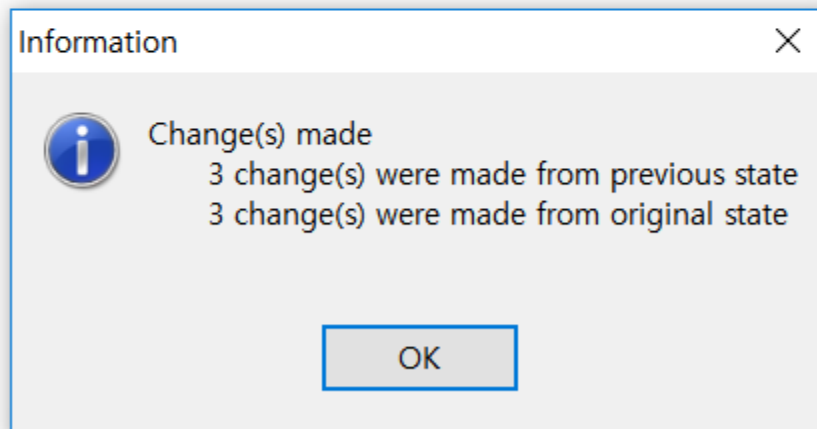 Information
Change(s) made
3 change(s) were made from previous state
3 change(s) were made from original state
OK